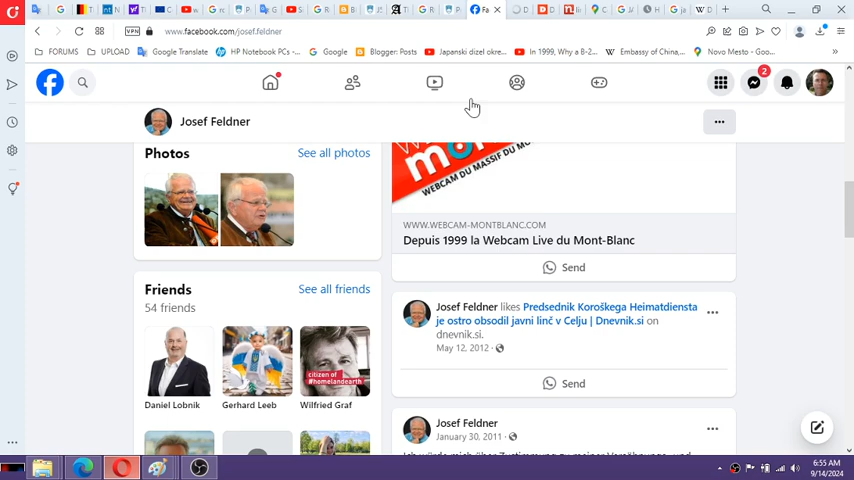 www.facebook.com/josef.feldner
VPN
FORUMS
UPLOAD
Google Translate
HP Notebook PC -...
Google
Blogger: Posts
Japanski dizel okre...
In 1999, Why a B-2...
Embassy of China,...
Novo Mesto - Goo...
2
Josef Feldner
Photos
See all photos
WEBCAM DU MASSIF DU MO
WWW.WEBCAM-MONTBLANC.COM
Depuis 1999 la Webcam Live du Mont-Blanc
Send
Friends
See all friends
54 friends
citizen of
#homelandearth
Daniel Lobnik
Gerhard Leeb
Wilfried Graf
Josef Feldner likes Predsednik Koroškega Heimatdiensta
je ostro obsodil javni linč v Celju | Dnevnik.si on
dnevnik.si.
May 12, 2012
Send
Josef Feldner
January 30, 2011
6:55 AM
9/14/2024